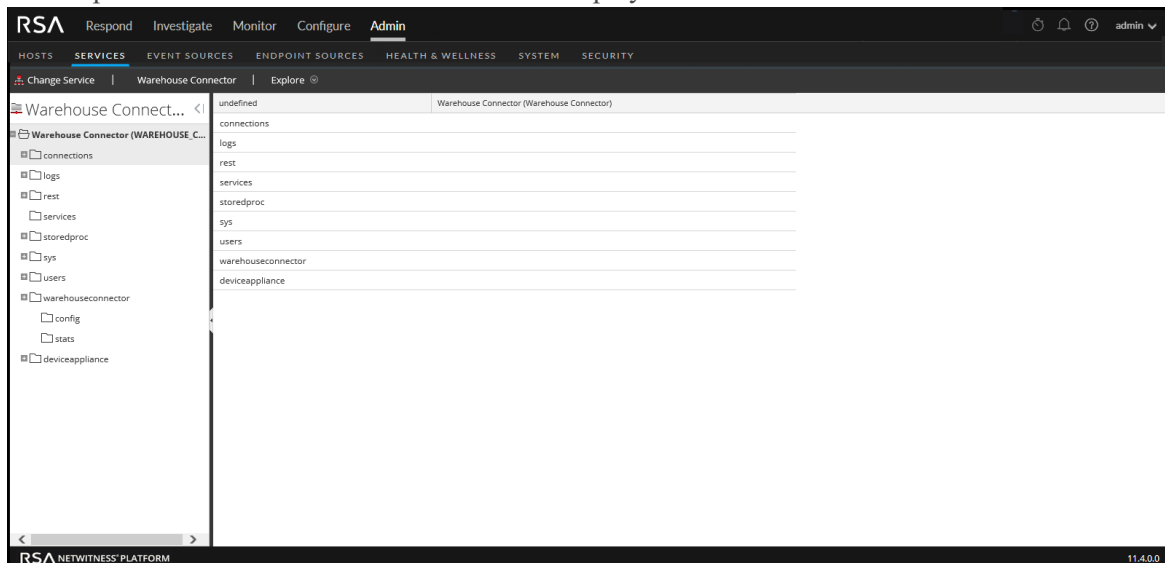 RSA Respond Investigate Monitor Configure Admin admin
HOSTS SERVICES EVENT SOURCES ENDPOINT SOURCES HEALTH & WELLNESS SYSTEM SECURITY
Change Service | Warehouse Connector | Explore
Warehouse Connect...
Warehouse Connector (WAREHOUSE_C...
connections
logs
rest
services
storedproc
sys
users
warehouseconnector
config
stats
deviceappliance
undefined Warehouse Connector (Warehouse Connector)
connections
logs
rest
services
storedproc
sys
users
warehouseconnector
deviceappliance
RSA NETWITNESS® PLATFORM 11.4.0.0